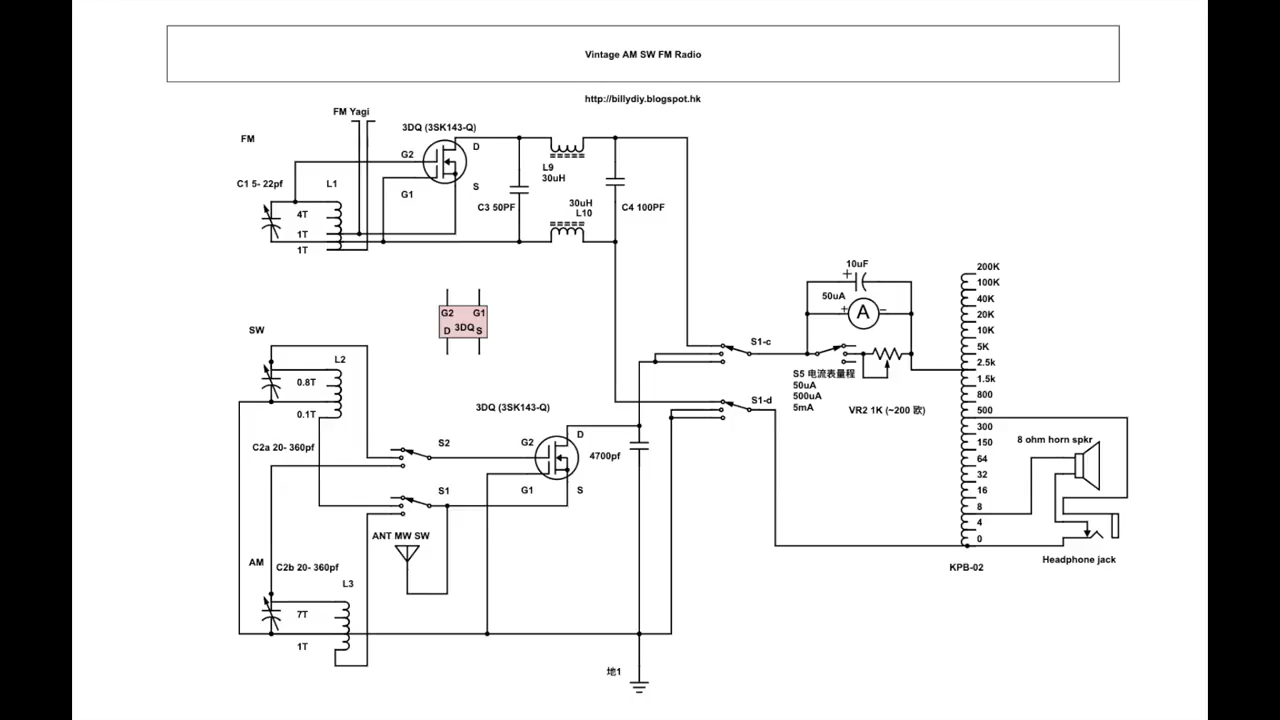 Vintage AM SW FM Radio
http://billydiy.blogspot.hk
FM Yagi
FM
3DQ (3SK143-Q)
D
G2
S
G1
C1 5- 22pf
L1
4T
1T
1T
C3 50PF
L9
30uH
30uH
L10
C4 100PF
G2 G1
D 3DQ S
SW
L2
0.8T
0.1T
C2a 20- 360pf
S2
S1
3DQ (3SK143-Q)
G2
D
G1
S
4700pf
ANT MW SW
AM
C2b 20- 360pf
L3
7T
1T
地1
S1-c
S1-d
10uF
+
50uA
+
A
–
S5 电流表量程
50uA
500uA
5mA
VR2 1K (~200 欧)
200K
100K
40K
20K
10K
5K
2.5k
1.5k
800
500
300
150
64
32
16
8
4
0
KPB-02
8 ohm horn spkr
Headphone jack